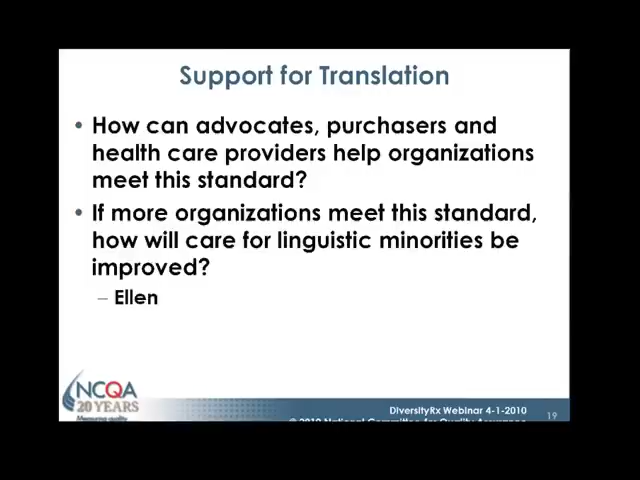 Support for Translation
• How can advocates, purchasers and
health care providers help organizations
meet this standard?
• If more organizations meet this standard,
how will care for linguistic minorities be
improved?
– Ellen
NCQA
20 YEARS
Measuring quality
DiversityRx Webinar 4-1-2010
© 2010 National Committee for Quality Assurance
19